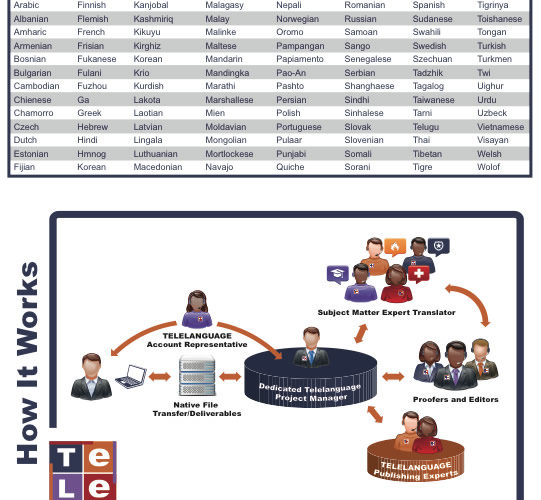 Arabic Finnish Kanjobal Malagasy Nepali Romanian Spanish Tigrinya
Albanian Flemish Kashmiriq Malay Norwegian Russian Sudanese Toishanese
Amharic French Kikuyu Malinke Oromo Samoan Swahili Tongan
Armenian Frisian Kirghiz Maltese Pampangan Sango Swedish Turkish
Bosnian Fukanese Korean Mandarin Papiamento Senegalese Szechuan Turkmen
Bulgarian Fulani Krio Mandingka Pao-An Serbian Tadzhik Twi
Cambodian Fuzhou Kurdish Marathi Pashto Shanghaese Tagalog Uighur
Chienese Ga Lakota Marshallese Persian Sindhi Taiwanese Urdu
Chamorro Greek Laotian Mien Polish Sinhalese Tarni Uzbeck
Czech Hebrew Latvian Moldavian Portuguese Slovak Telugu Vietnamese
Dutch Hindi Lingala Mongolian Pulaar Slovenian Thai Visayan
Estonian Hmnog Luthuanian Mortlockese Punjabi Somali Tibetan Welsh
Fijian Korean Macedonian Navajo Quiche Sorani Tigre Wolof
How It Works
Subject Matter Expert Translator
TELELANGUAGE
Account Representative
Dedicated Telelanguage
Project Manager
Native File
Transfer/Deliverables
Proofers and Editors
TELELANGUAGE
Publishing Experts
Te
Le